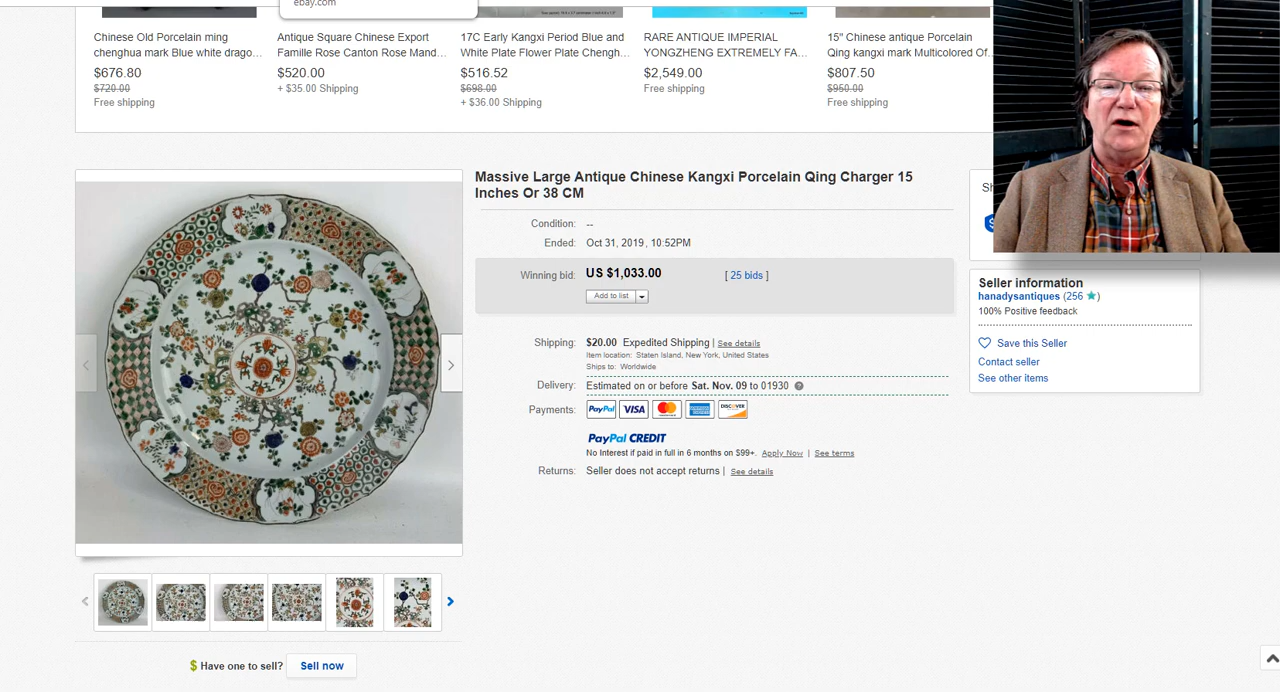 ebay.com
Chinese Old Porcelain ming
chenghua mark Blue white drago...
$676.80
$720.00
Free shipping
Antique Square Chinese Export
Famille Rose Canton Rose Mand...
$520.00
+ $35.00 Shipping
17C Early Kangxi Period Blue and
White Plate Flower Plate Chengh...
$516.52
$698.00
+ $36.00 Shipping
RARE ANTIQUE IMPERIAL
YONGZHENG EXTREMELY FA...
$2,549.00
Free shipping
15" Chinese antique Porcelain
Qing kangxi mark Multicolored Of...
$807.50
$950.00
Free shipping
Massive Large Antique Chinese Kangxi Porcelain Qing Charger 15
Inches Or 38 CM
Condition: --
Ended: Oct 31, 2019 , 10:52PM
Winning bid: US $1,033.00 [ 25 bids ]
Add to list
Shipping: $20.00 Expedited Shipping | See details
Item location: Staten Island, New York, United States
Ships to: Worldwide
Delivery: Estimated on or before Sat. Nov. 09 to 01930
Payments: PayPal VISA MasterCard AMERICAN EXPRESS DISCOVER
PayPal CREDIT
No Interest if paid in full in 6 months on $99+. Apply Now | See terms
Returns: Seller does not accept returns | See details
Sh
Seller information
hanadysantiques (256 )
100% Positive feedback
Save this Seller
Contact seller
See other items
$ Have one to sell? Sell now